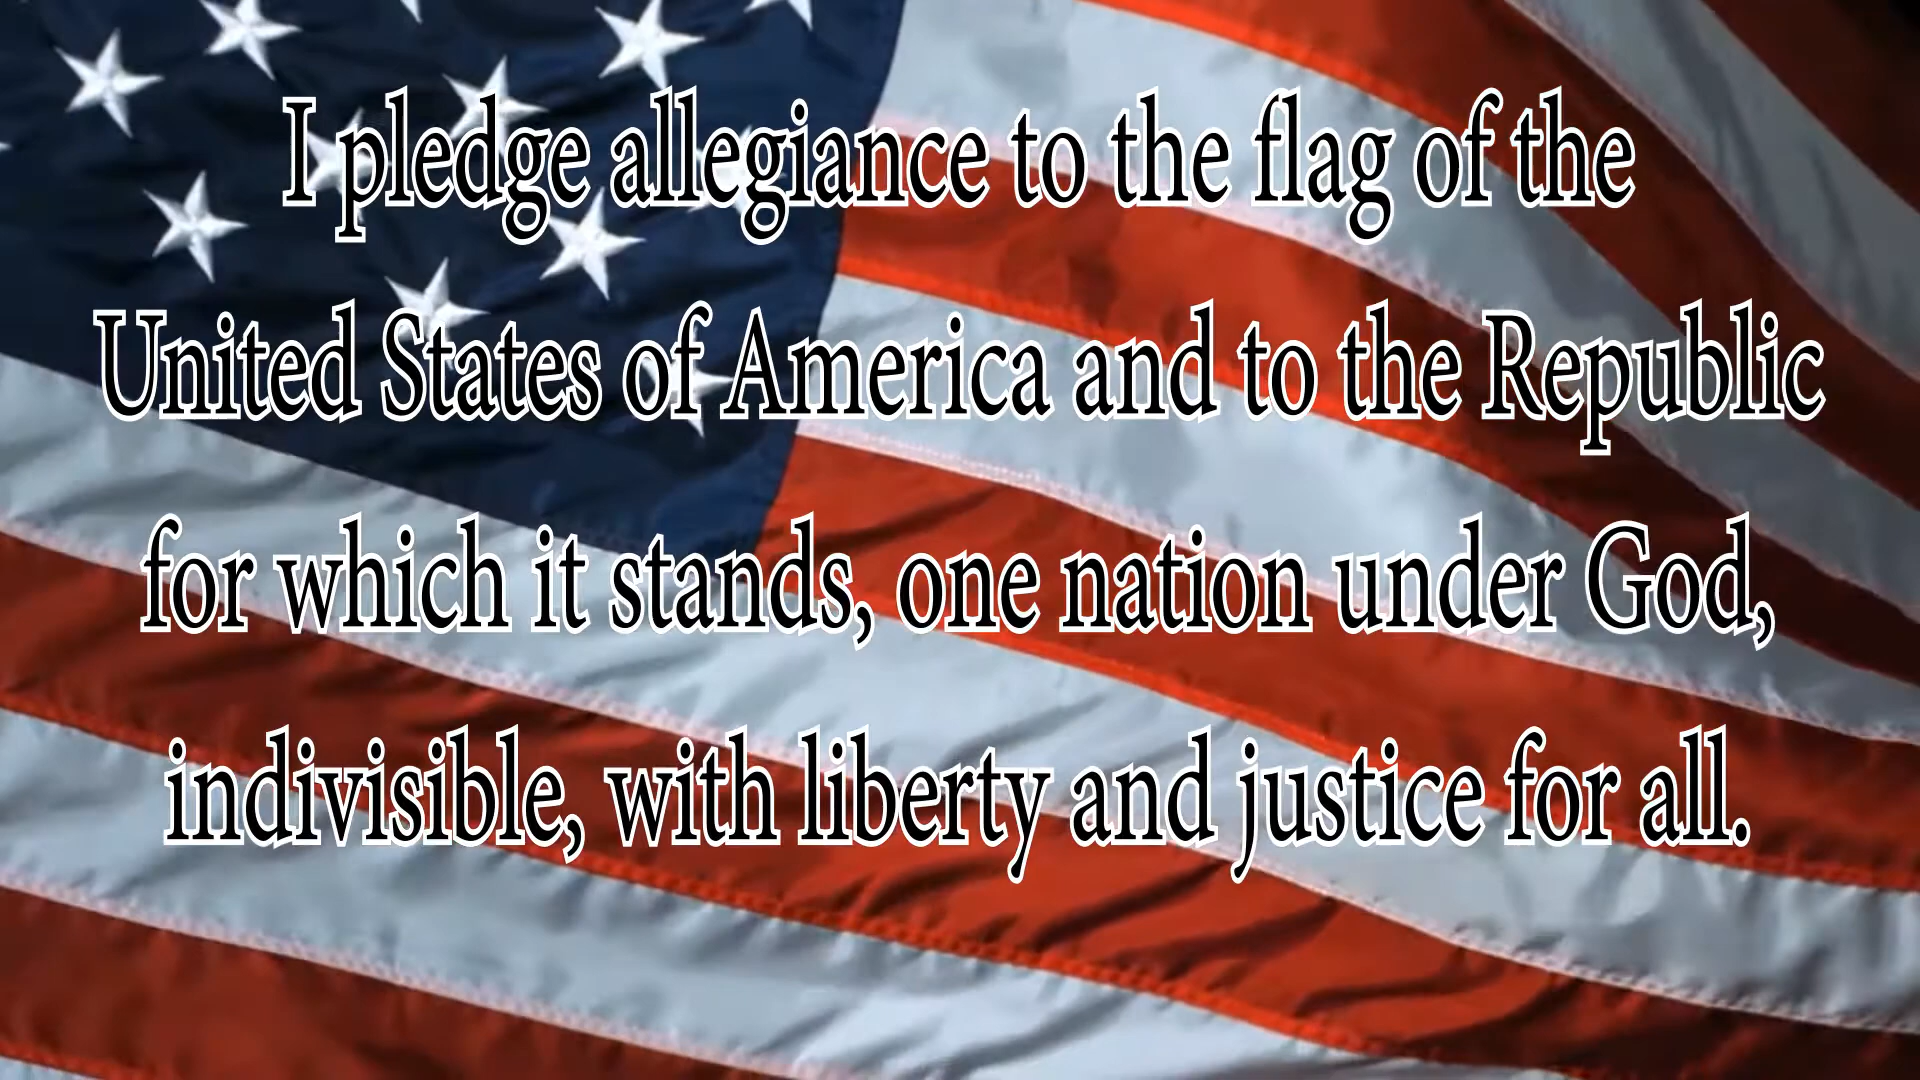 I pledge allegiance to the flag of the
United States of America and to the Republic
for which it stands, one nation under God,
indivisible, with liberty and justice for all.